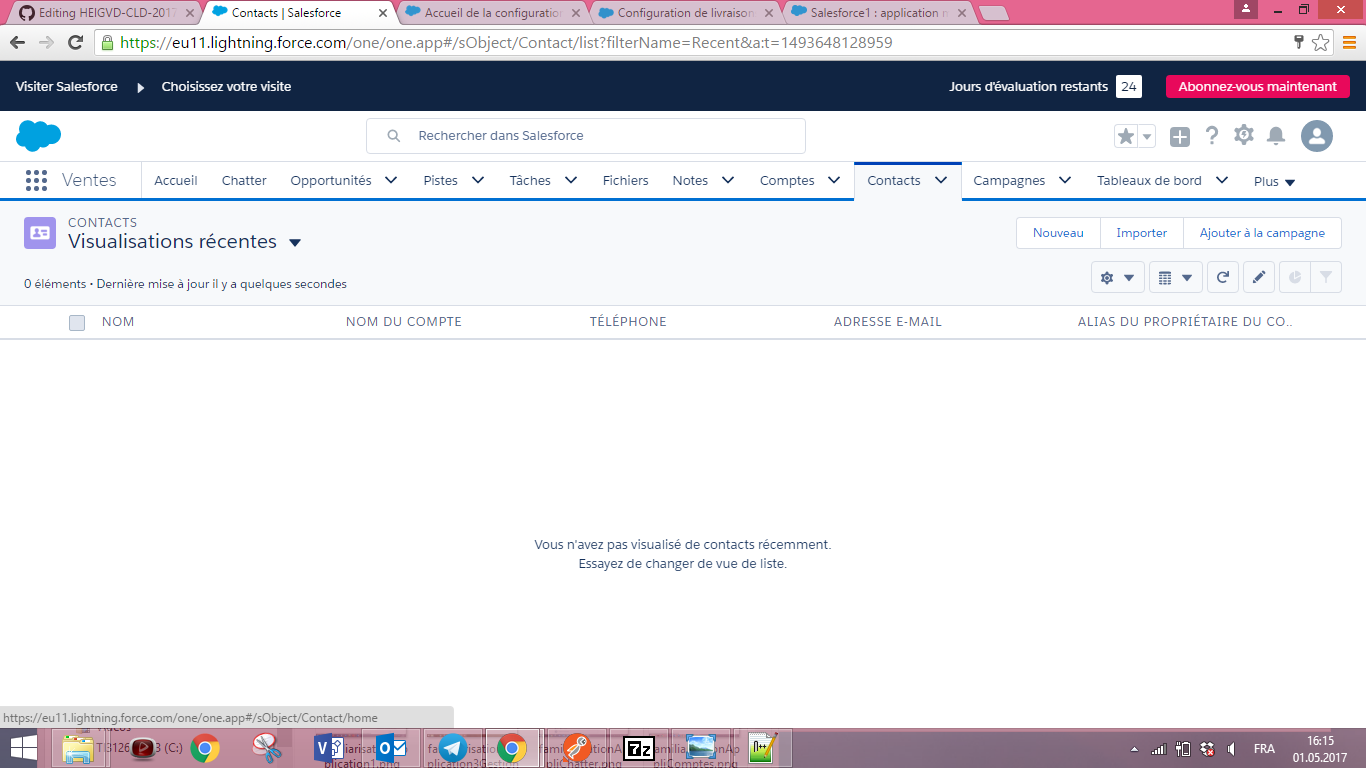 Editing HEIGVD-CLD-2017
Contacts | Salesforce
Accueil de la configuration
Configuration de livraison
Salesforce1 : application m
https://eu11.lightning.force.com/one/one.app#/sObject/Contact/list?filterName=Recent&a:t=1493648128959
Visiter Salesforce
Choisissez votre visite
Jours d'évaluation restants 24
Abonnez-vous maintenant
Rechercher dans Salesforce
Ventes
Accueil
Chatter
Opportunités
Pistes
Tâches
Fichiers
Notes
Comptes
Contacts
Campagnes
Tableaux de bord
Plus
CONTACTS
Visualisations récentes
Nouveau
Importer
Ajouter à la campagne
0 éléments • Dernière mise à jour il y a quelques secondes
NOM
NOM DU COMPTE
TÉLÉPHONE
ADRESSE E-MAIL
ALIAS DU PROPRIÉTAIRE DU CO..
Vous n'avez pas visualisé de contacts récemment.
Essayez de changer de vue de liste.
https://eu11.lightning.force.com/one/one.app#/sObject/Contact/home
(C:)
7z
FRA
16:15
01.05.2017